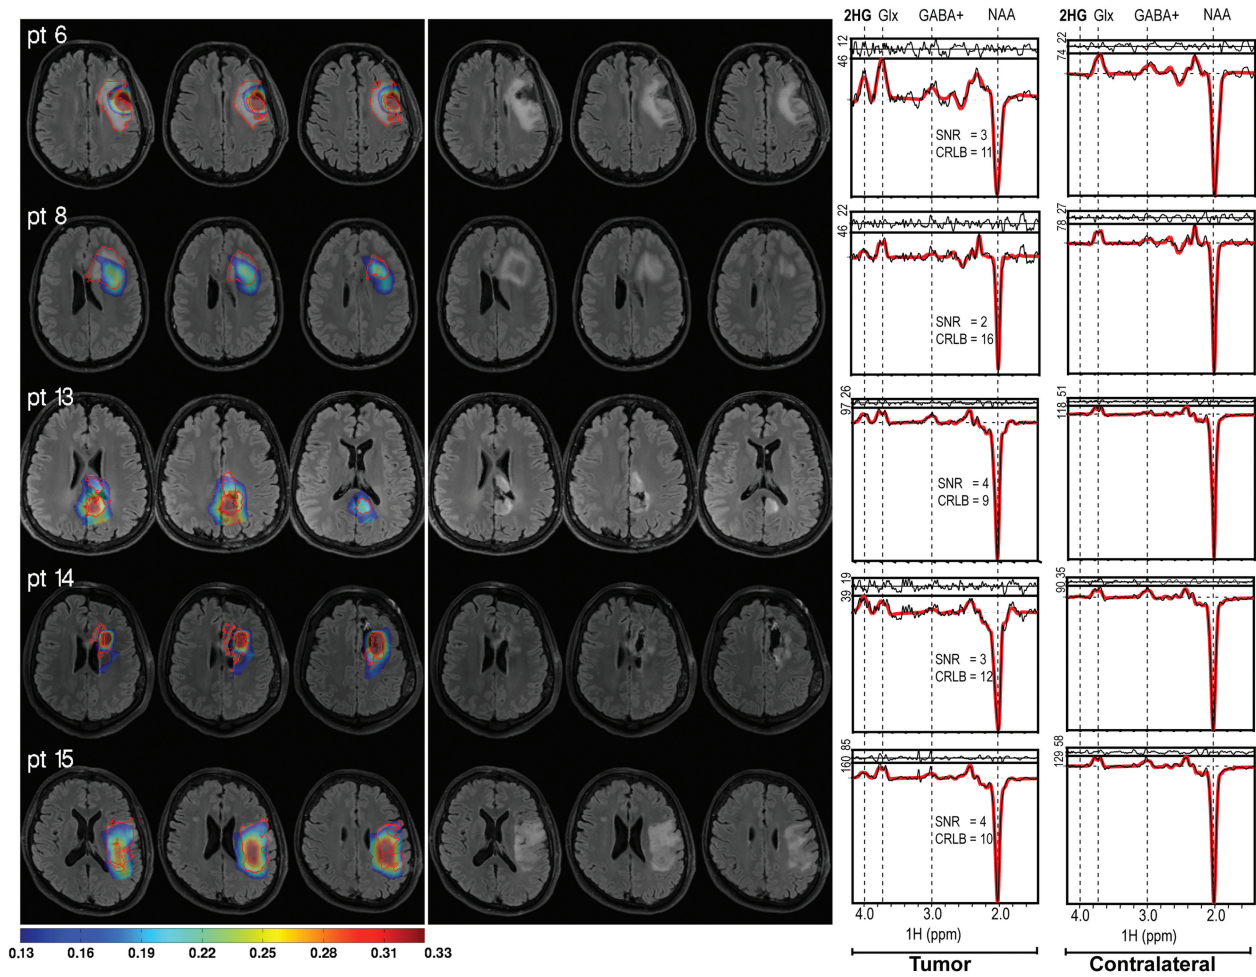 2HG Glx GABA+ NAA
2HG Glx GABA+ NAA
pt 6
46 12
SNR = 3
CRLB = 11
74 22
pt 8
46 22
SNR = 2
CRLB = 16
78 27
pt 13
97 26
SNR = 4
CRLB = 9
118 51
pt 14
39 19
SNR = 3
CRLB = 12
90 35
pt 15
160 85
SNR = 4
CRLB = 10
129 58
4.0 3.0 2.0
4.0 3.0 2.0
1H (ppm)
1H (ppm)
0.13 0.16 0.19 0.22 0.25 0.28 0.31 0.33
Tumor
Contralateral